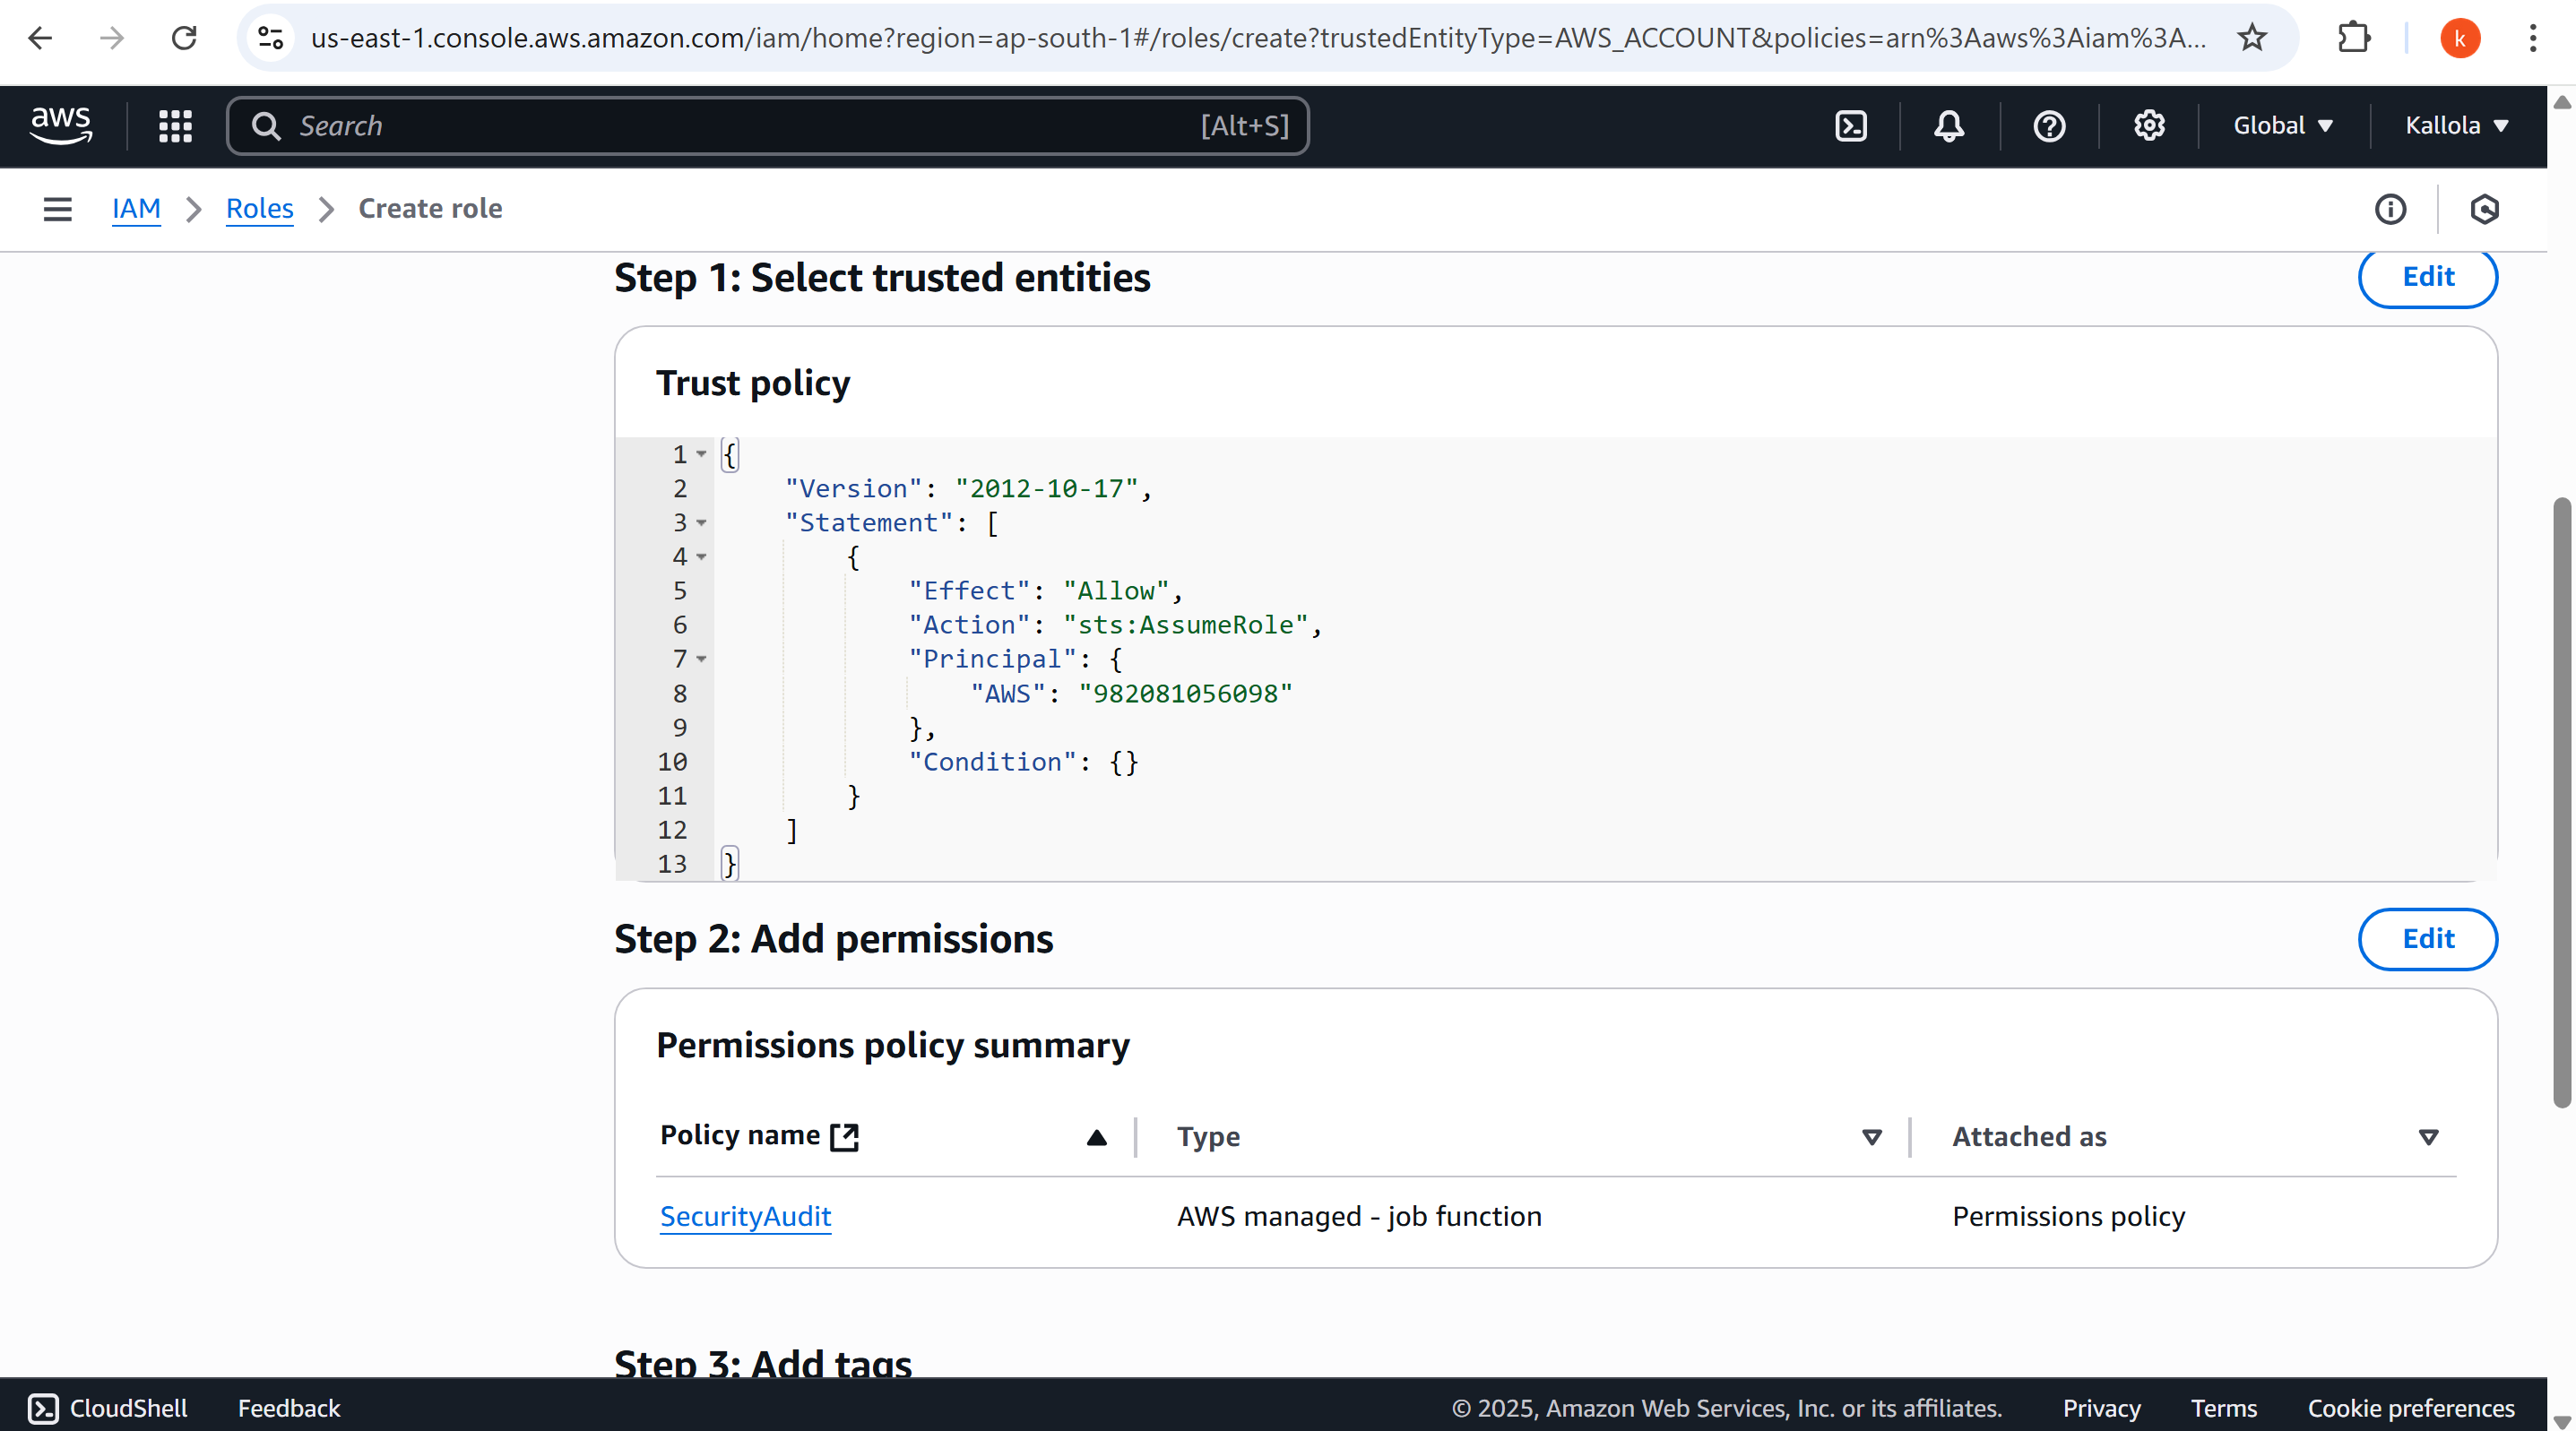 us-east-1.console.aws.amazon.com/iam/home?region=ap-south-1#/roles/create?trustedEntityType=AWS_ACCOUNT&policies=arn%3Aaws%3Aiam%3A...
k
aws
Search
[Alt+S]
Global
Kallola
IAM > Roles > Create role
Step 1: Select trusted entities
Edit
Trust policy
1 {
2 "Version": "2012-10-17",
3 "Statement": [
4 {
5 "Effect": "Allow",
6 "Action": "sts:AssumeRole",
7 "Principal": {
8 "AWS": "982081056098"
9 },
10 "Condition": {}
11 }
12 ]
13 }
Step 2: Add permissions
Edit
Permissions policy summary
Policy name
Type
Attached as
SecurityAudit
AWS managed - job function
Permissions policy
Step 3: Add tags
CloudShell
Feedback
© 2025, Amazon Web Services, Inc. or its affiliates.
Privacy
Terms
Cookie preferences